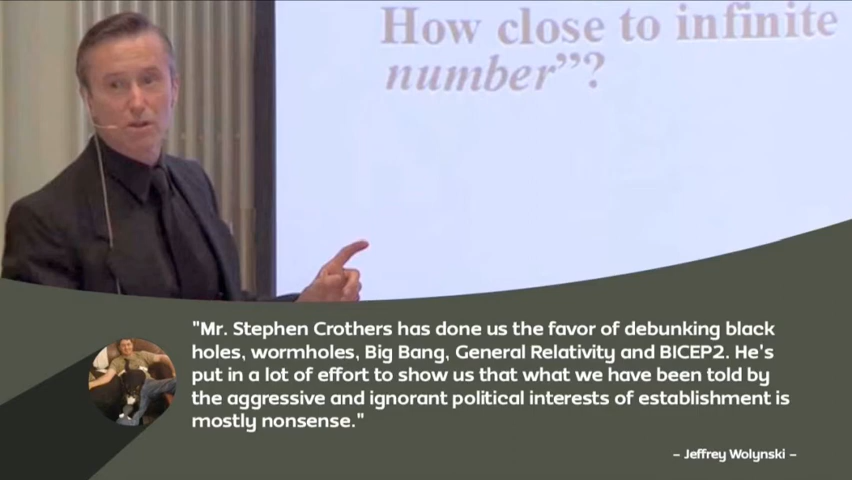 How close to infinite
number”?
"Mr. Stephen Crothers has done us the favor of debunking black
holes, wormholes, Big Bang, General Relativity and BICEP2. He's
put in a lot of effort to show us that what we have been told by
the aggressive and ignorant political interests of establishment is
mostly nonsense."
– Jeffrey Wolynski –